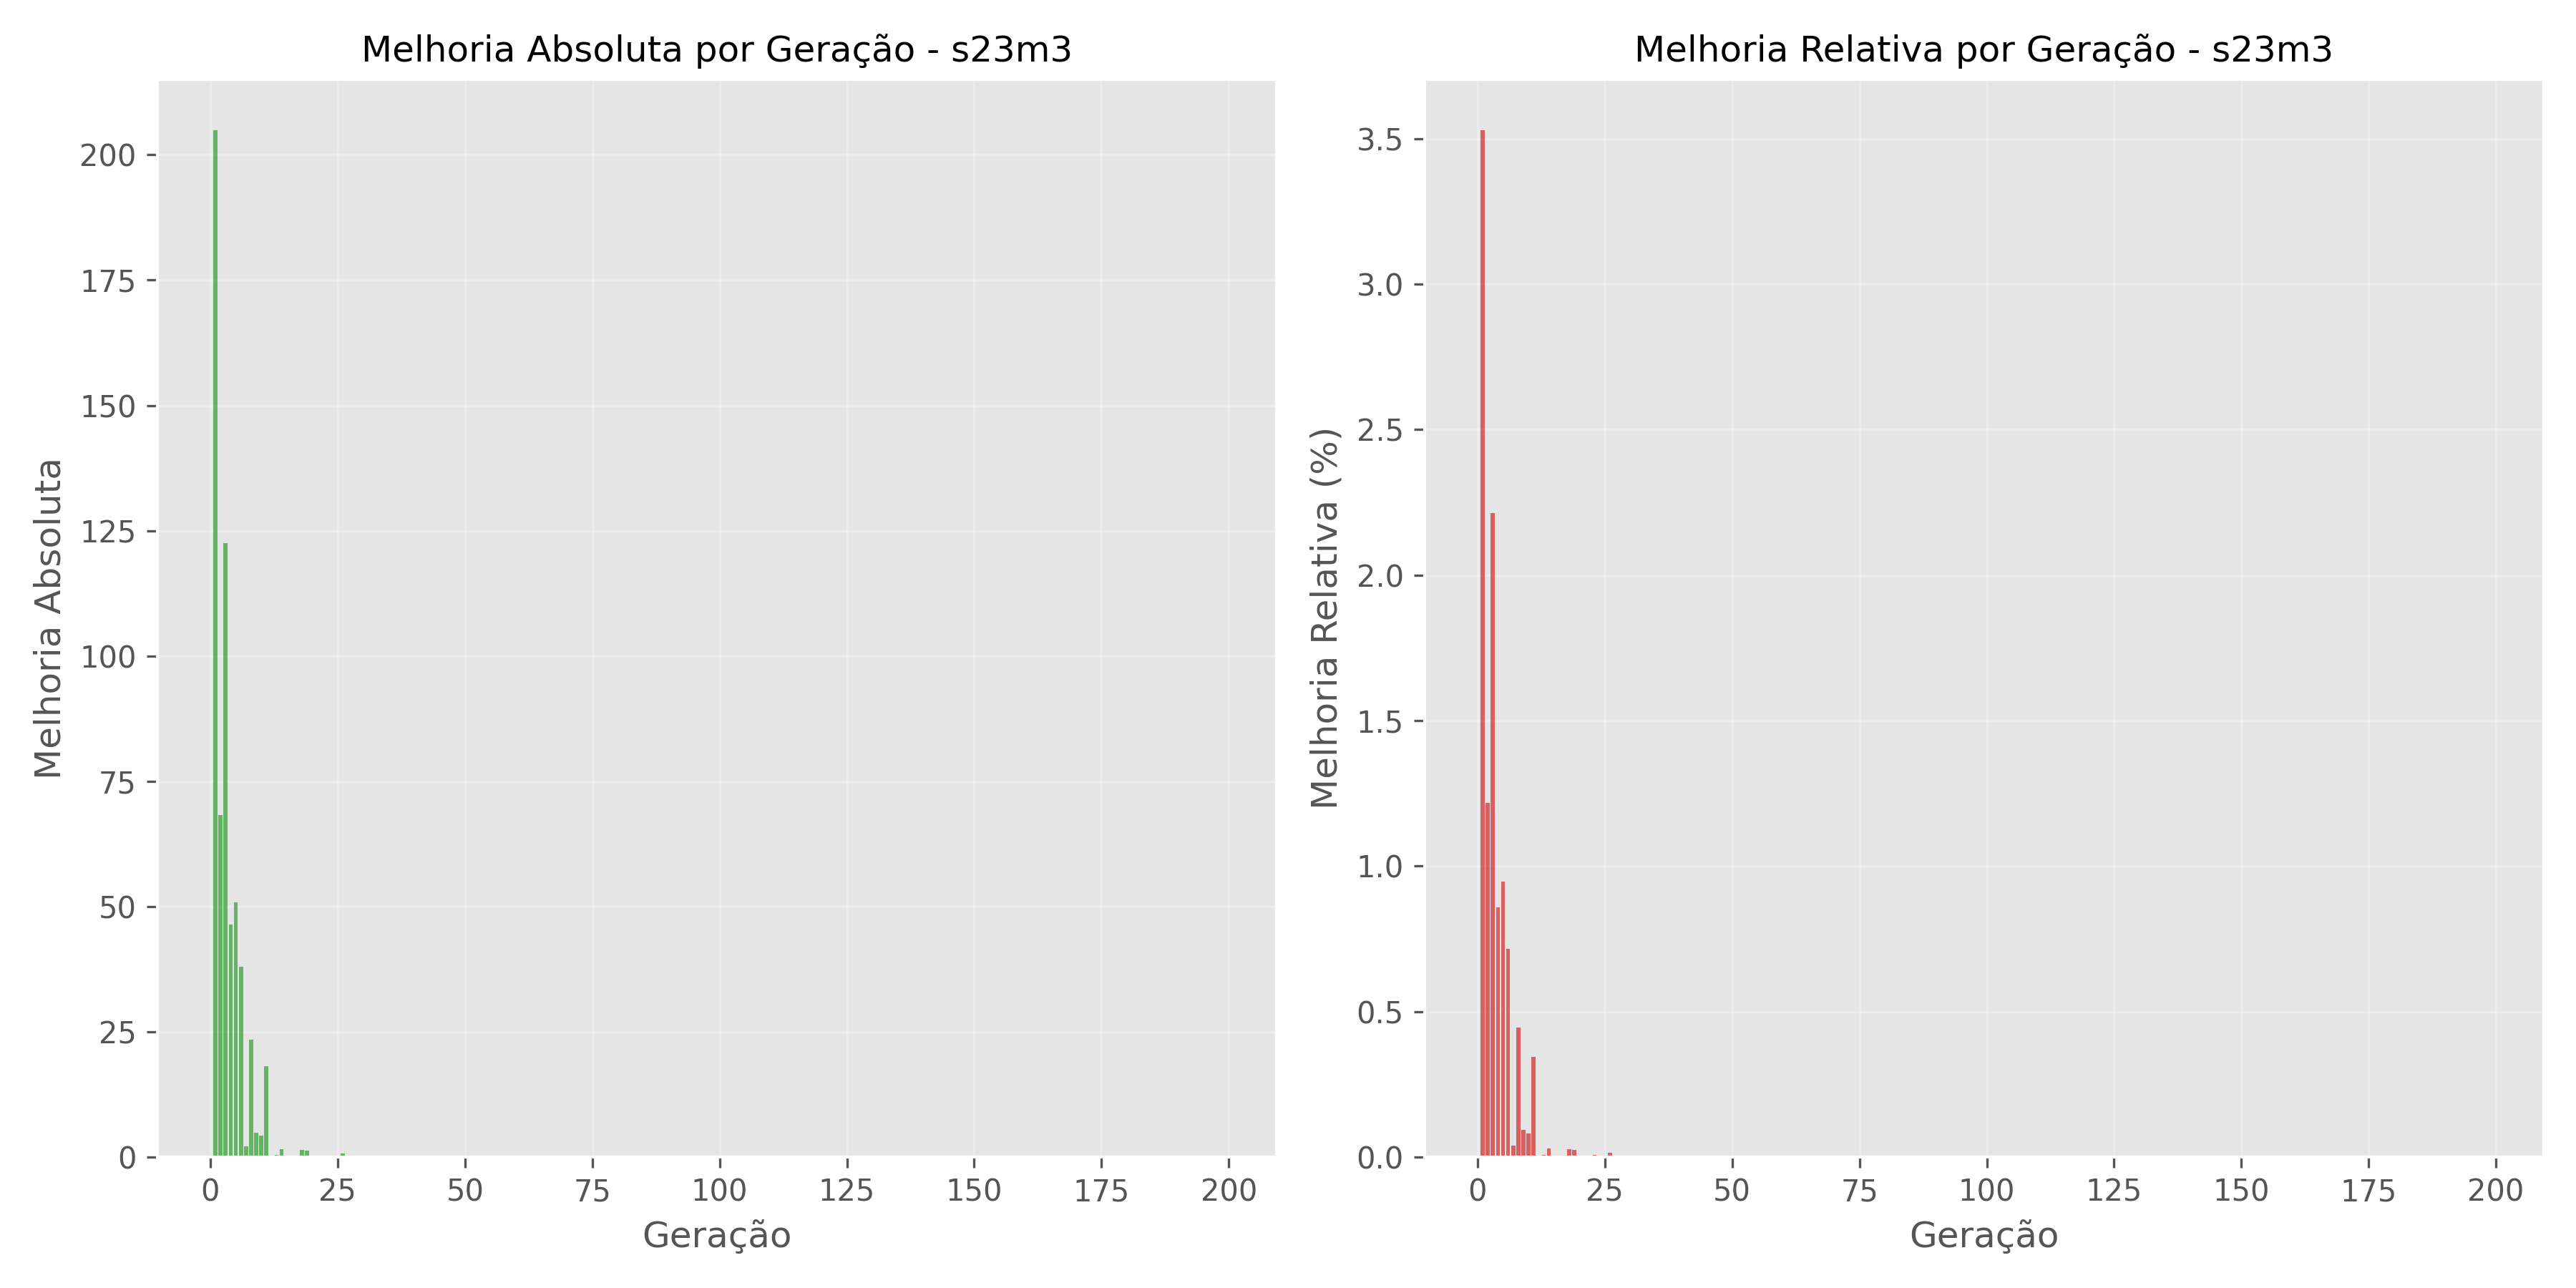 Melhoria Absoluta por Geração - s23m3
Melhoria Absoluta
200
175
150
125
100
75
50
25
0
0 25 50 75 100 125 150 175 200
Geração
Melhoria Relativa por Geração - s23m3
Melhoria Relativa (%)
3.5
3.0
2.5
2.0
1.5
1.0
0.5
0.0
0 25 50 75 100 125 150 175 200
Geração